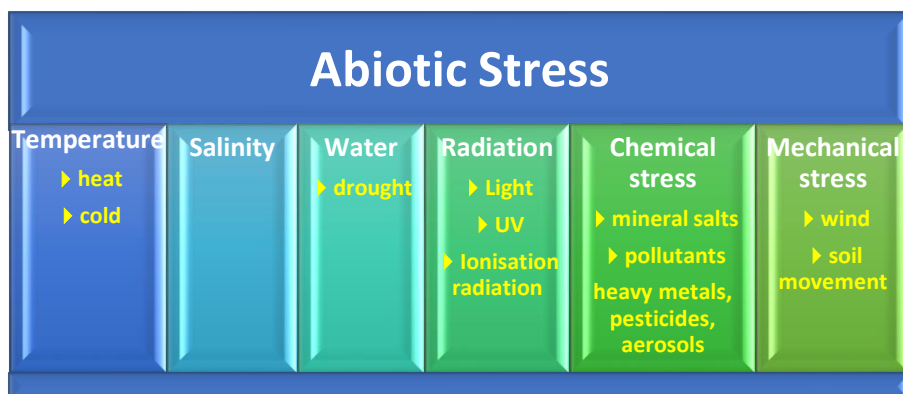 Abiotic Stress
Temperature
heat
cold
Salinity
Water
drought
Radiation
Light
UV
Ionisation
radiation
Chemical
stress
mineral salts
pollutants
heavy metals,
pesticides,
aerosols
Mechanical
stress
wind
soil
movement